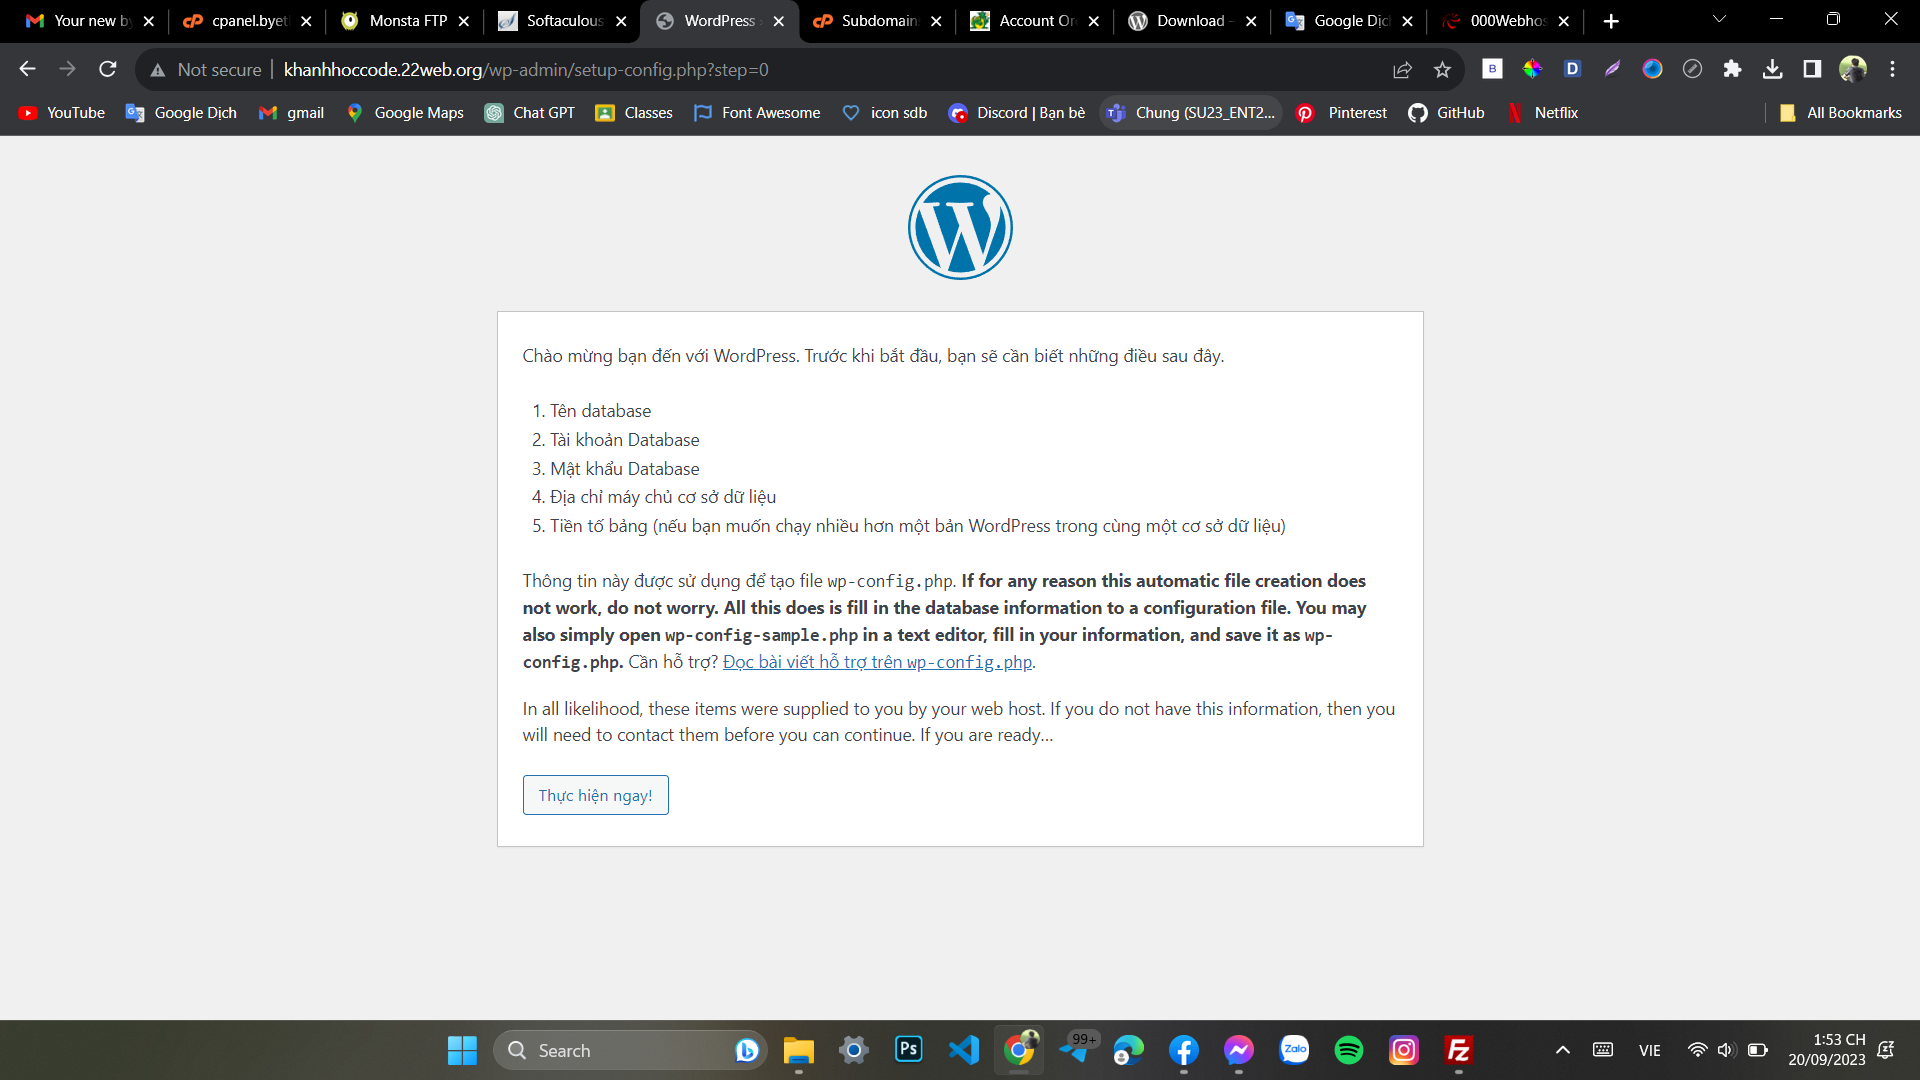 Your new b
cpanel.byet
Monsta FTP
Softaculous
WordPress
Subdomain
Account Or
Download -
Google Dịc
000Webhos
Not secure
khanhhoccode.22web.org/wp-admin/setup-config.php?step=0
YouTube
Google Dịch
gmail
Google Maps
Chat GPT
Classes
Font Awesome
icon sdb
Discord | Bạn bè
Chung (SU23_ENT2...
Pinterest
GitHub
Netflix
All Bookmarks
Chào mừng bạn đến với WordPress. Trước khi bắt đầu, bạn sẽ cần biết những điều sau đây.
1. Tên database
2. Tài khoản Database
3. Mật khẩu Database
4. Địa chỉ máy chủ cơ sở dữ liệu
5. Tiền tố bảng (nếu bạn muốn chạy nhiều hơn một bản WordPress trong cùng một cơ sở dữ liệu)
Thông tin này được sử dụng để tạo file wp-config.php. If for any reason this automatic file creation does
not work, do not worry. All this does is fill in the database information to a configuration file. You may
also simply open wp-config-sample.php in a text editor, fill in your information, and save it as wp-
config.php. Cần hỗ trợ? Đọc bài viết hỗ trợ trên wp-config.php.
In all likelihood, these items were supplied to you by your web host. If you do not have this information, then you
will need to contact them before you can continue. If you are ready...
Thực hiện ngay!
Search
Ps
99+
Zalo
Fz
VIE
1:53 CH
20/09/2023